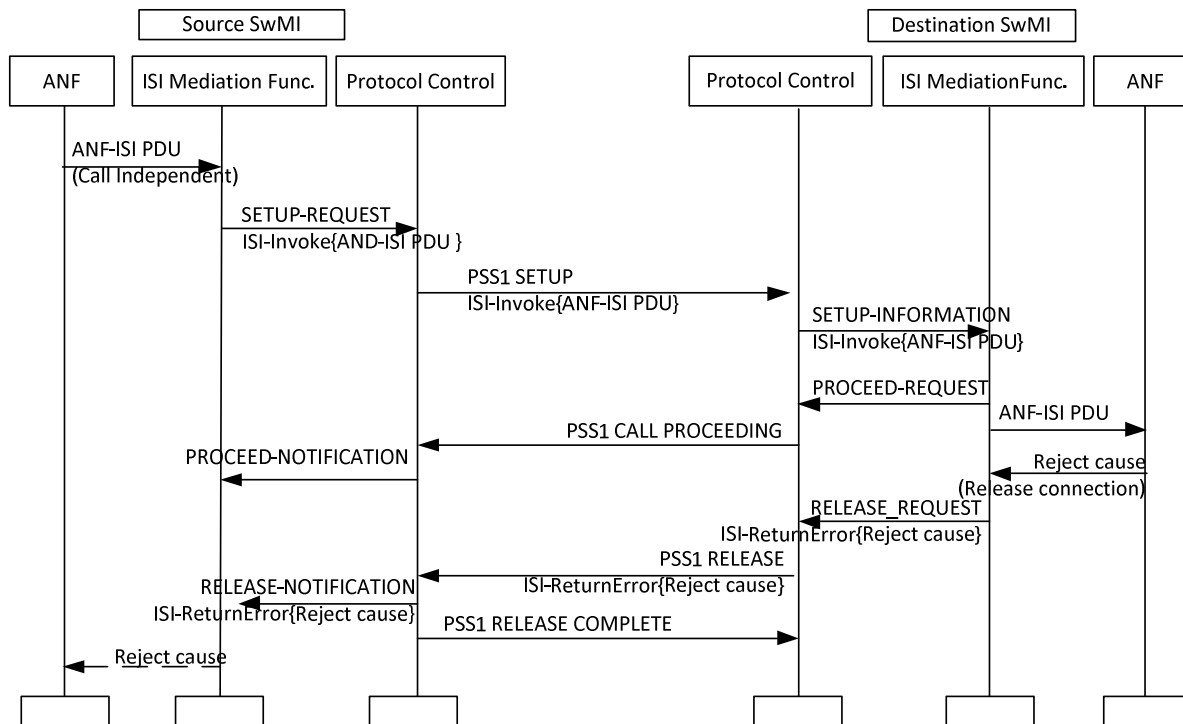 Source SwMI
Destination SwMI
ANF
ISI Mediation Func.
Protocol Control
Protocol Control
ISI MediationFunc.
ANF
ANF-ISI PDU
(Call Independent)
SETUP-REQUEST
ISI-Invoke{AND-ISI PDU }
PSS1 SETUP
ISI-Invoke{ANF-ISI PDU}
SETUP-INFORMATION
ISI-Invoke{ANF-ISI PDU}
PROCEED-REQUEST
ANF-ISI PDU
PSS1 CALL PROCEEDING
PROCEED-NOTIFICATION
Reject cause
(Release connection)
RELEASE_REQUEST
ISI-ReturnError{Reject cause}
PSS1 RELEASE
ISI-ReturnError{Reject cause}
RELEASE-NOTIFICATION
ISI-ReturnError{Reject cause}
PSS1 RELEASE COMPLETE
Reject cause